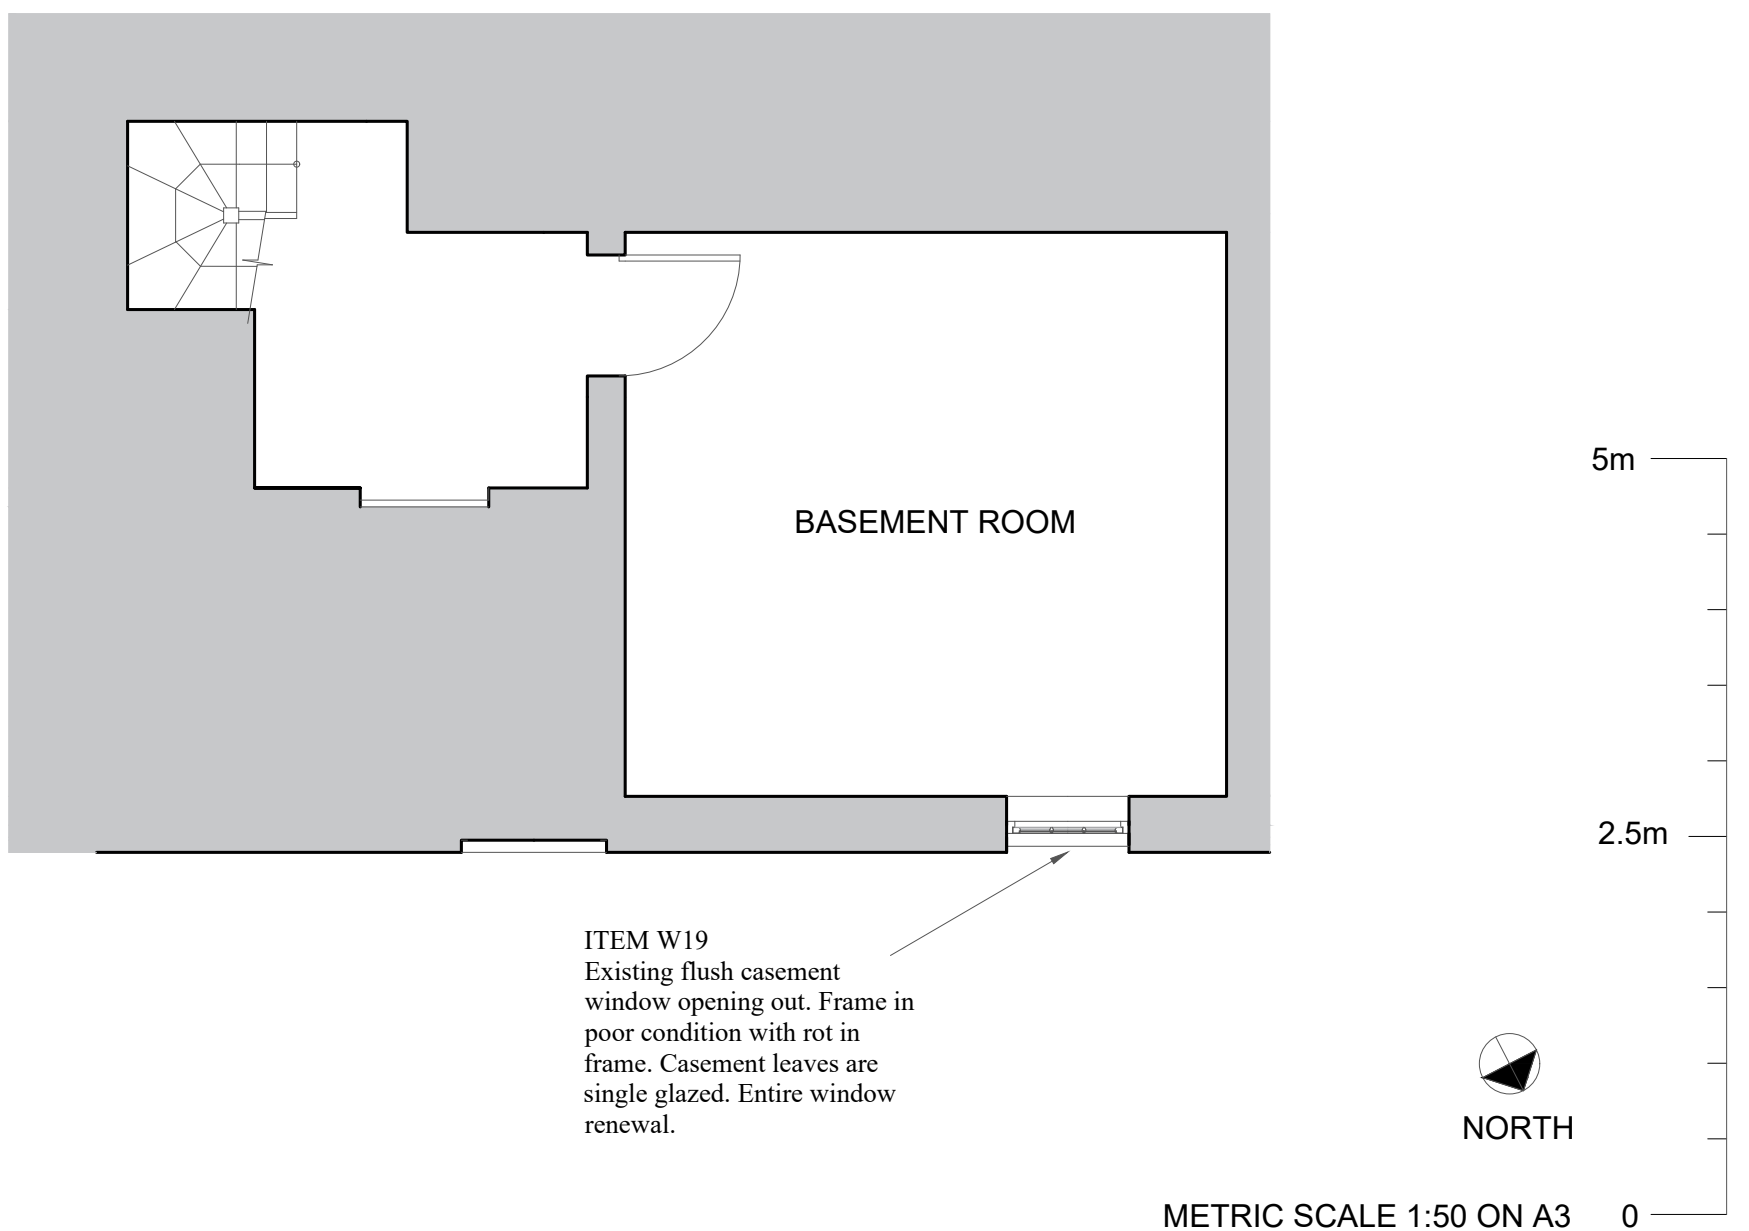 BASEMENT ROOM
5m
2.5m
ITEM W19
Existing flush casement
window opening out. Frame in
poor condition with rot in
frame. Casement leaves are
single glazed. Entire window
renewal.
NORTH
METRIC SCALE 1:50 ON A3
0